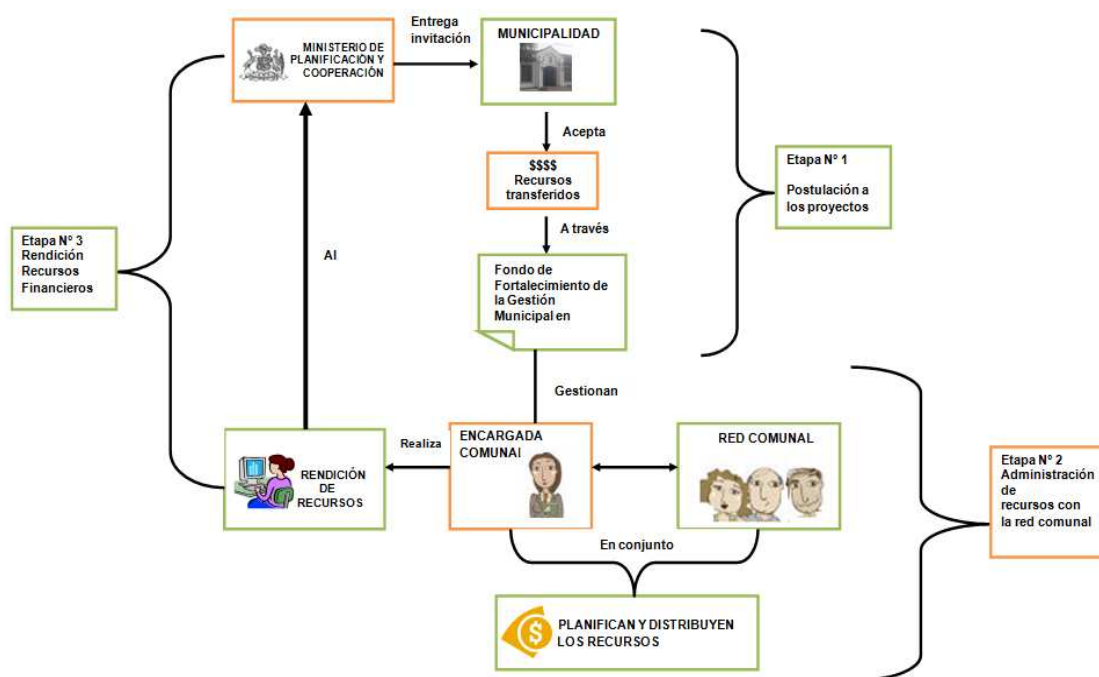 Entrega
invitación
MINISTERIO DE
PLANIFICACIÓN Y
COOPERACIÓN
MUNICIPALIDAD
Acepta
$$$$
Recursos
transferidos
A través
Fondo de
Fortalecimiento de
la Gestión
Municipal en
Etapa N° 1
Postulación a
los proyectos
Etapa N° 3
Rendición
Recursos
Financieros
Al
Gestionan
RENDICIÓN
DE
RECURSOS
Realiza
ENCARGADA
COMUNAl
RED COMUNAL
Etapa N° 2
Administración
de
recursos con
la red comunal
En conjunto
$
PLANIFICAN Y DISTRIBUYEN
LOS RECURSOS